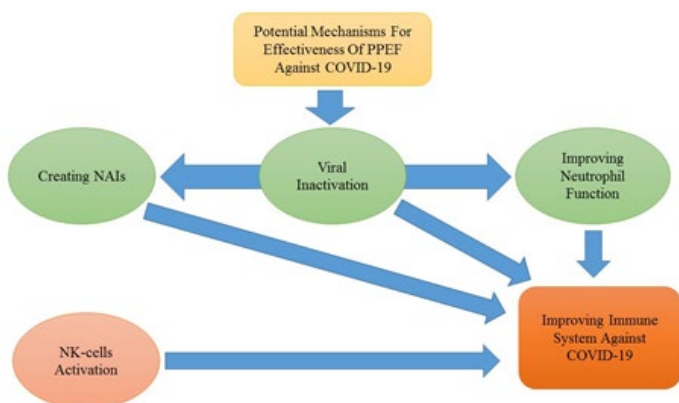 Potential Mechanisms For
Effectiveness Of PPEF
Against COVID-19
Creating NAIs
Viral
Inactivation
Improving
Neutrophil
Function
NK-cells
Activation
Improving Immune
System Against
COVID-19